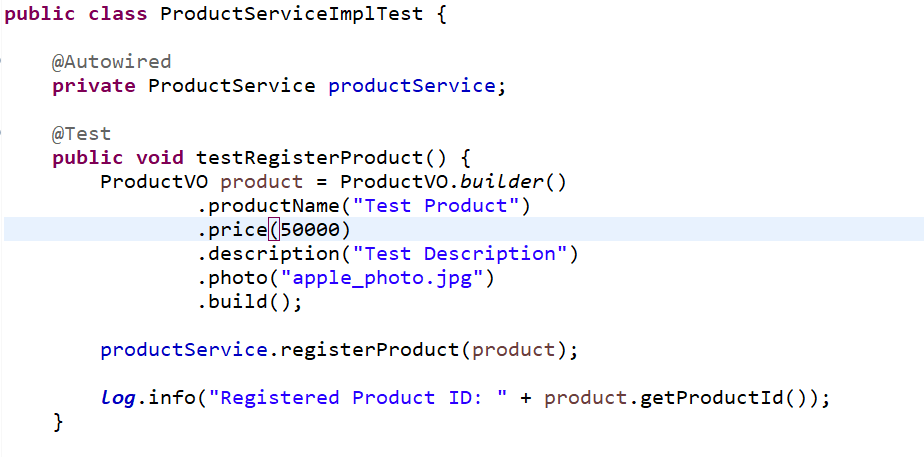 public class ProductServiceImplTest {
@Autowired
private ProductService productService;
@Test
public void testRegisterProduct() {
ProductVO product = ProductVO.builder()
.productName("Test Product")
.price(50000)
.description("Test Description")
.photo("apple_photo.jpg")
.build();
productService.registerProduct(product);
log.info("Registered Product ID: " + product.getProductId());
}